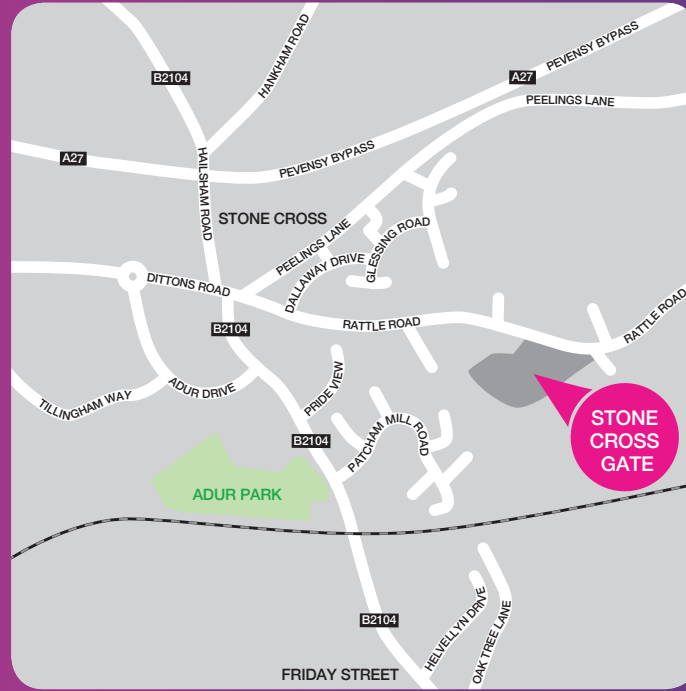 PEVENSY BYPASS
HANKHAM ROAD
B2104
A27
PEELINGS LANE
A27
PEVENSY BYPASS
HAILSHAM ROAD
STONE CROSS
PEELINGS LANE
GLESSING ROAD
DALLAWAY DRIVE
DITTONS ROAD
B2104
RATTLE ROAD
RATTLE ROAD
TILLINGHAM WAY
ADUR DRIVE
PRIDE VIEW
STONE
CROSS
GATE
B2104
PATCHAM MILL ROAD
ADUR PARK
B2104
HELVELLYN DRIVE
OAK TREE LANE
FRIDAY STREET